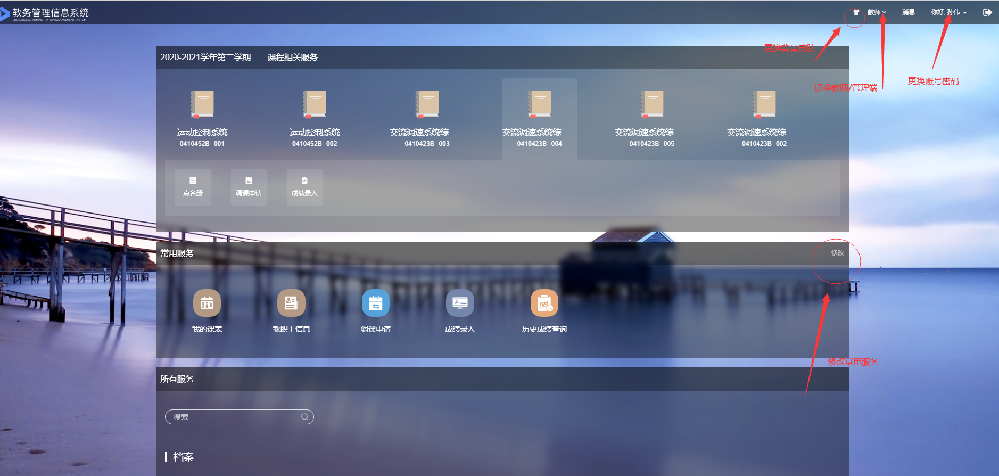 教务管理信息系统
EDUCATIONAL ADMINISTRATION MANAGEMENT SYSTEM
教师
消息
你好, 孙伟
更换背景皮肤
切换教师/管理端
更换账号密码
2020-2021学年第二学期——课程相关服务
运动控制系统
0410452B--001
运动控制系统
0410452B--002
交流调速系统综...
0410423B--003
交流调速系统综...
0410423B--004
交流调速系统综...
0410423B--005
交流调速系统综...
0410423B--002
点名册
调课申请
成绩录入
常用服务
修改
我的课表
教职工信息
调课申请
A
成绩录入
100
历史成绩查询
修改常用服务
所有服务
搜索
档案